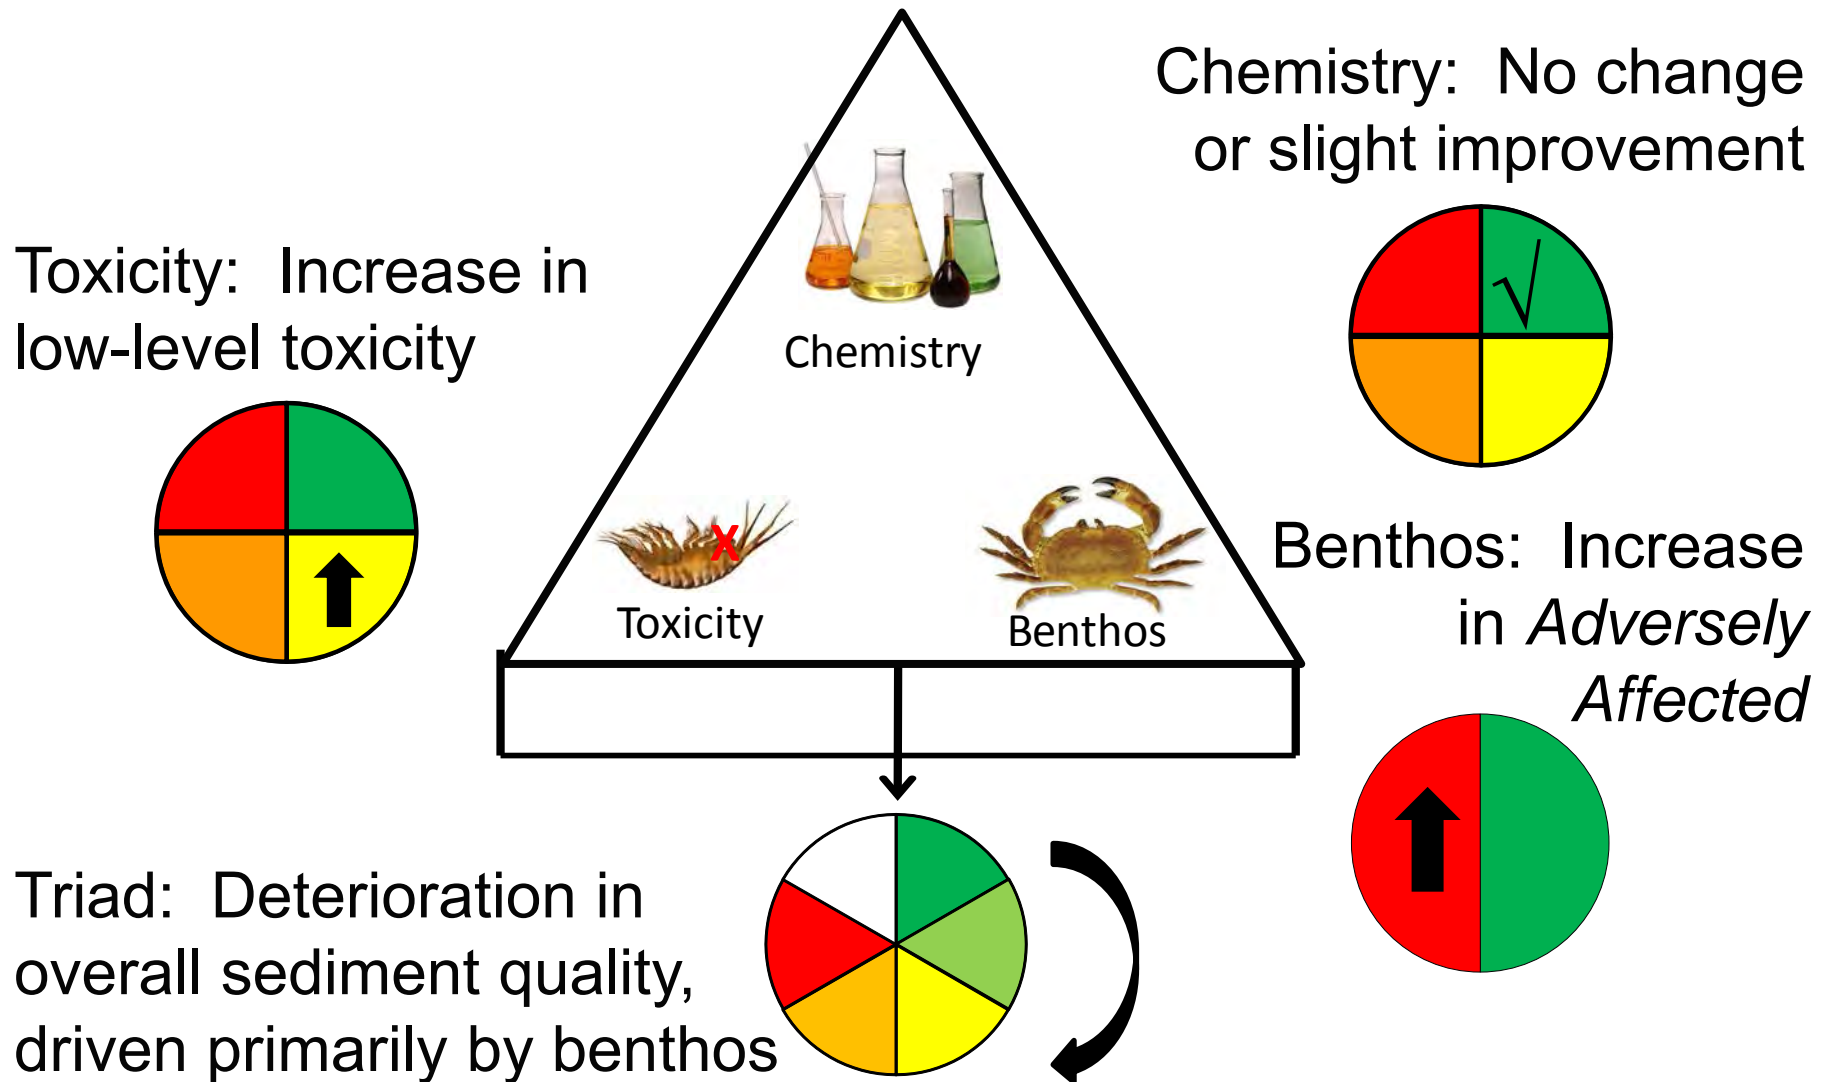 Chemistry:  No change
or slight improvement
√
Toxicity:  Increase in
low-level toxicity
Chemistry
X
Toxicity
Benthos
Benthos:  Increase
in Adversely
Affected
Triad:  Deterioration in
overall sediment quality,
driven primarily by benthos